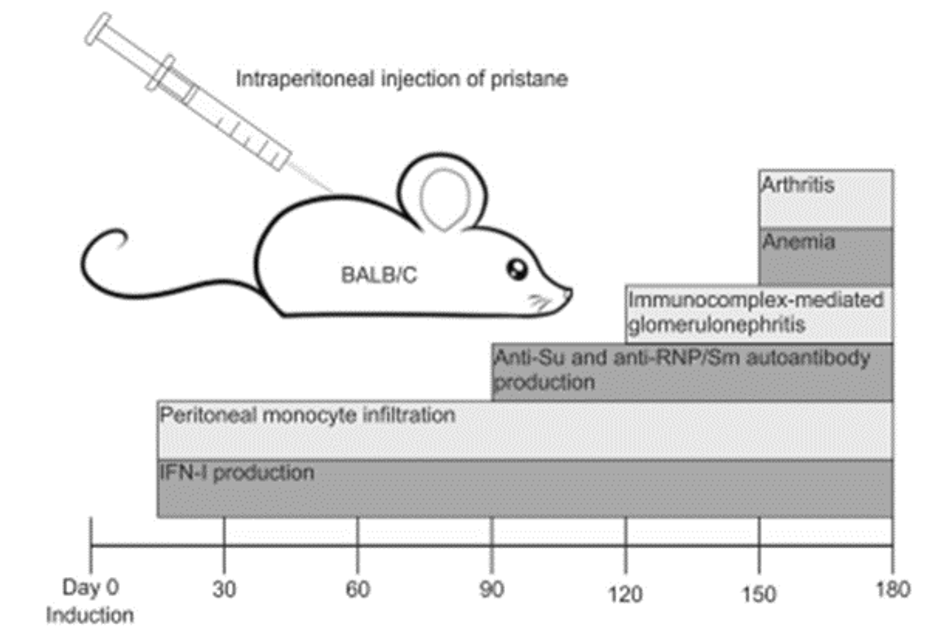 Intraperitoneal injection of pristane
BALB/C
Arthritis
Anemia
Immunocomplex-mediated
glomerulonephritis
Anti-Su and anti-RNP/Sm autoantibody
production
Peritoneal monocyte infiltration
IFN-I production
Day 0 30 60 90 120 150 180
Induction